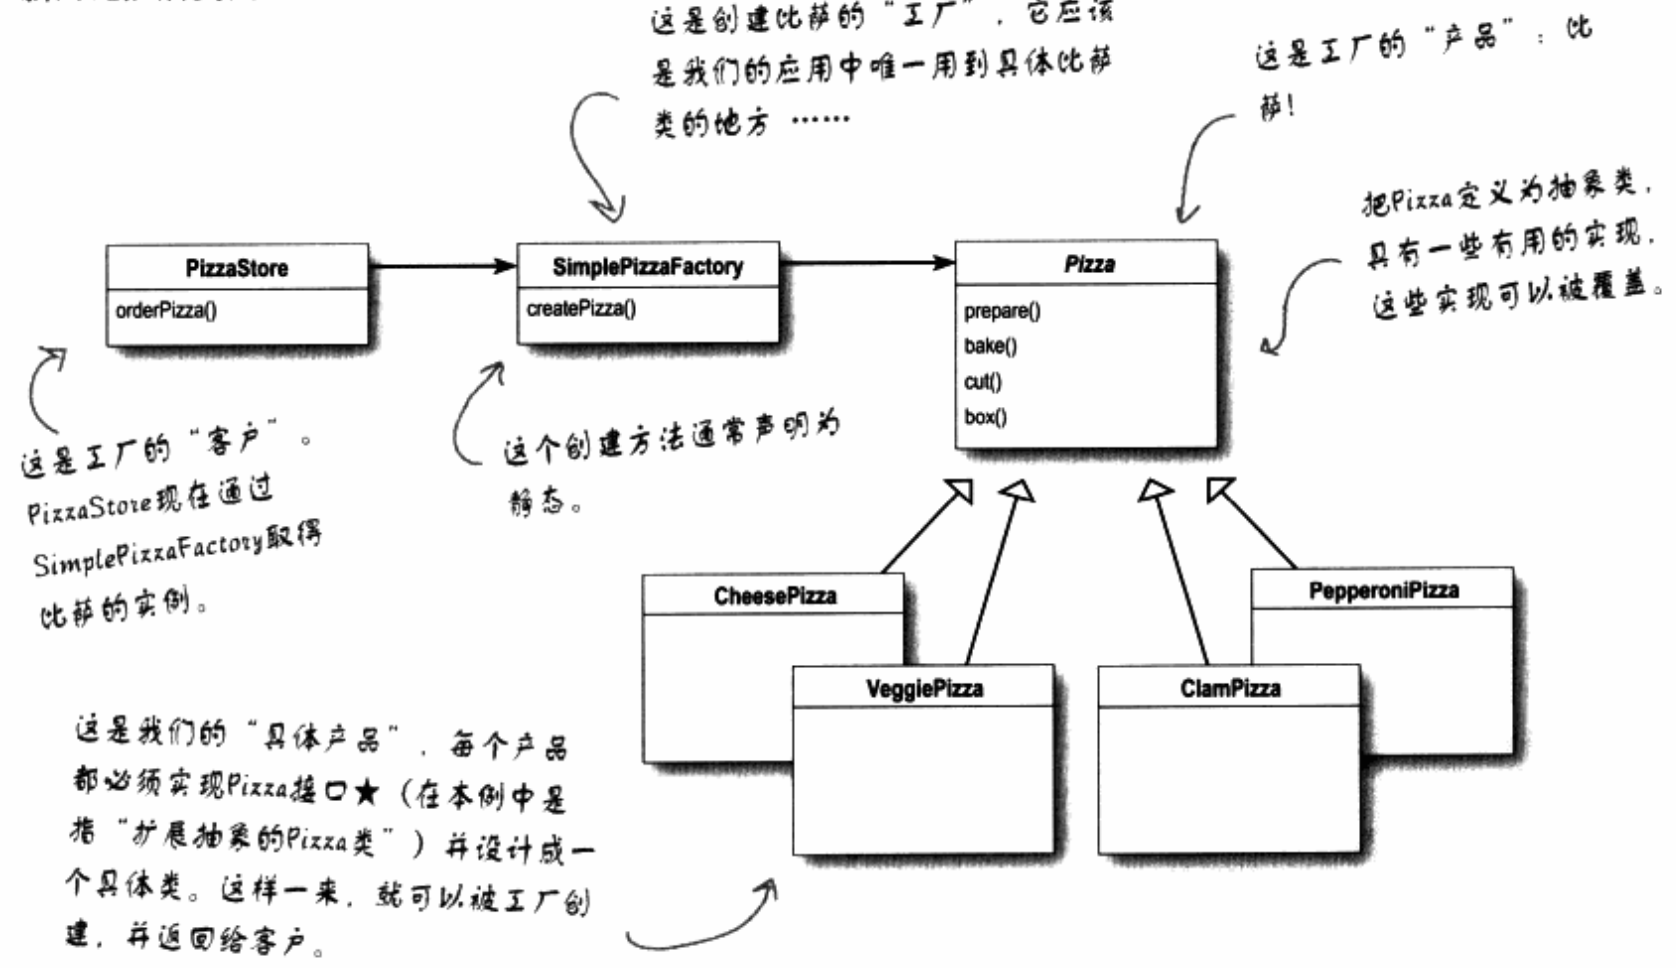 这是创建比萨的“工厂”，它应该
是我们的应用中唯一用到具体比萨
类的地方……
这是工厂的“产品”：比
萨！
把Pizza定义为抽象类，
具有一些有用的实现，
这些实现可以被覆盖。
PizzaStore
orderPizza()
SimplePizzaFactory
createPizza()
Pizza
prepare()
bake()
cut()
box()
这是工厂的“客户”。
PizzaStore现在通过
SimplePizzaFactory取得
比萨的实例。
这个创建方法通常声明为
静态。
CheesePizza
VeggiePizza
ClamPizza
PepperoniPizza
这是我们的“具体产品”，每个产品
都必须实现Pizza接口★（在本例中是
指“扩展抽象的Pizza类”）并设计成一
个具体类。这样一来，就可以被工厂创
建，并返回给客户。